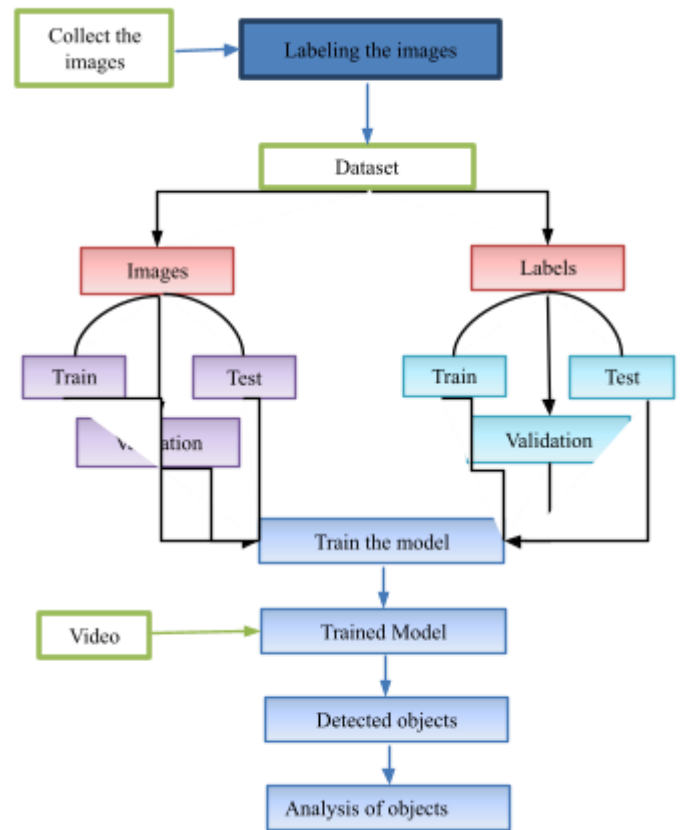 Collect the
images
Labeling the images
Dataset
Images
Labels
Train
Test
Train
Test
Validation
Train the model
Video
Trained Model
Detected objects
Analysis of objects